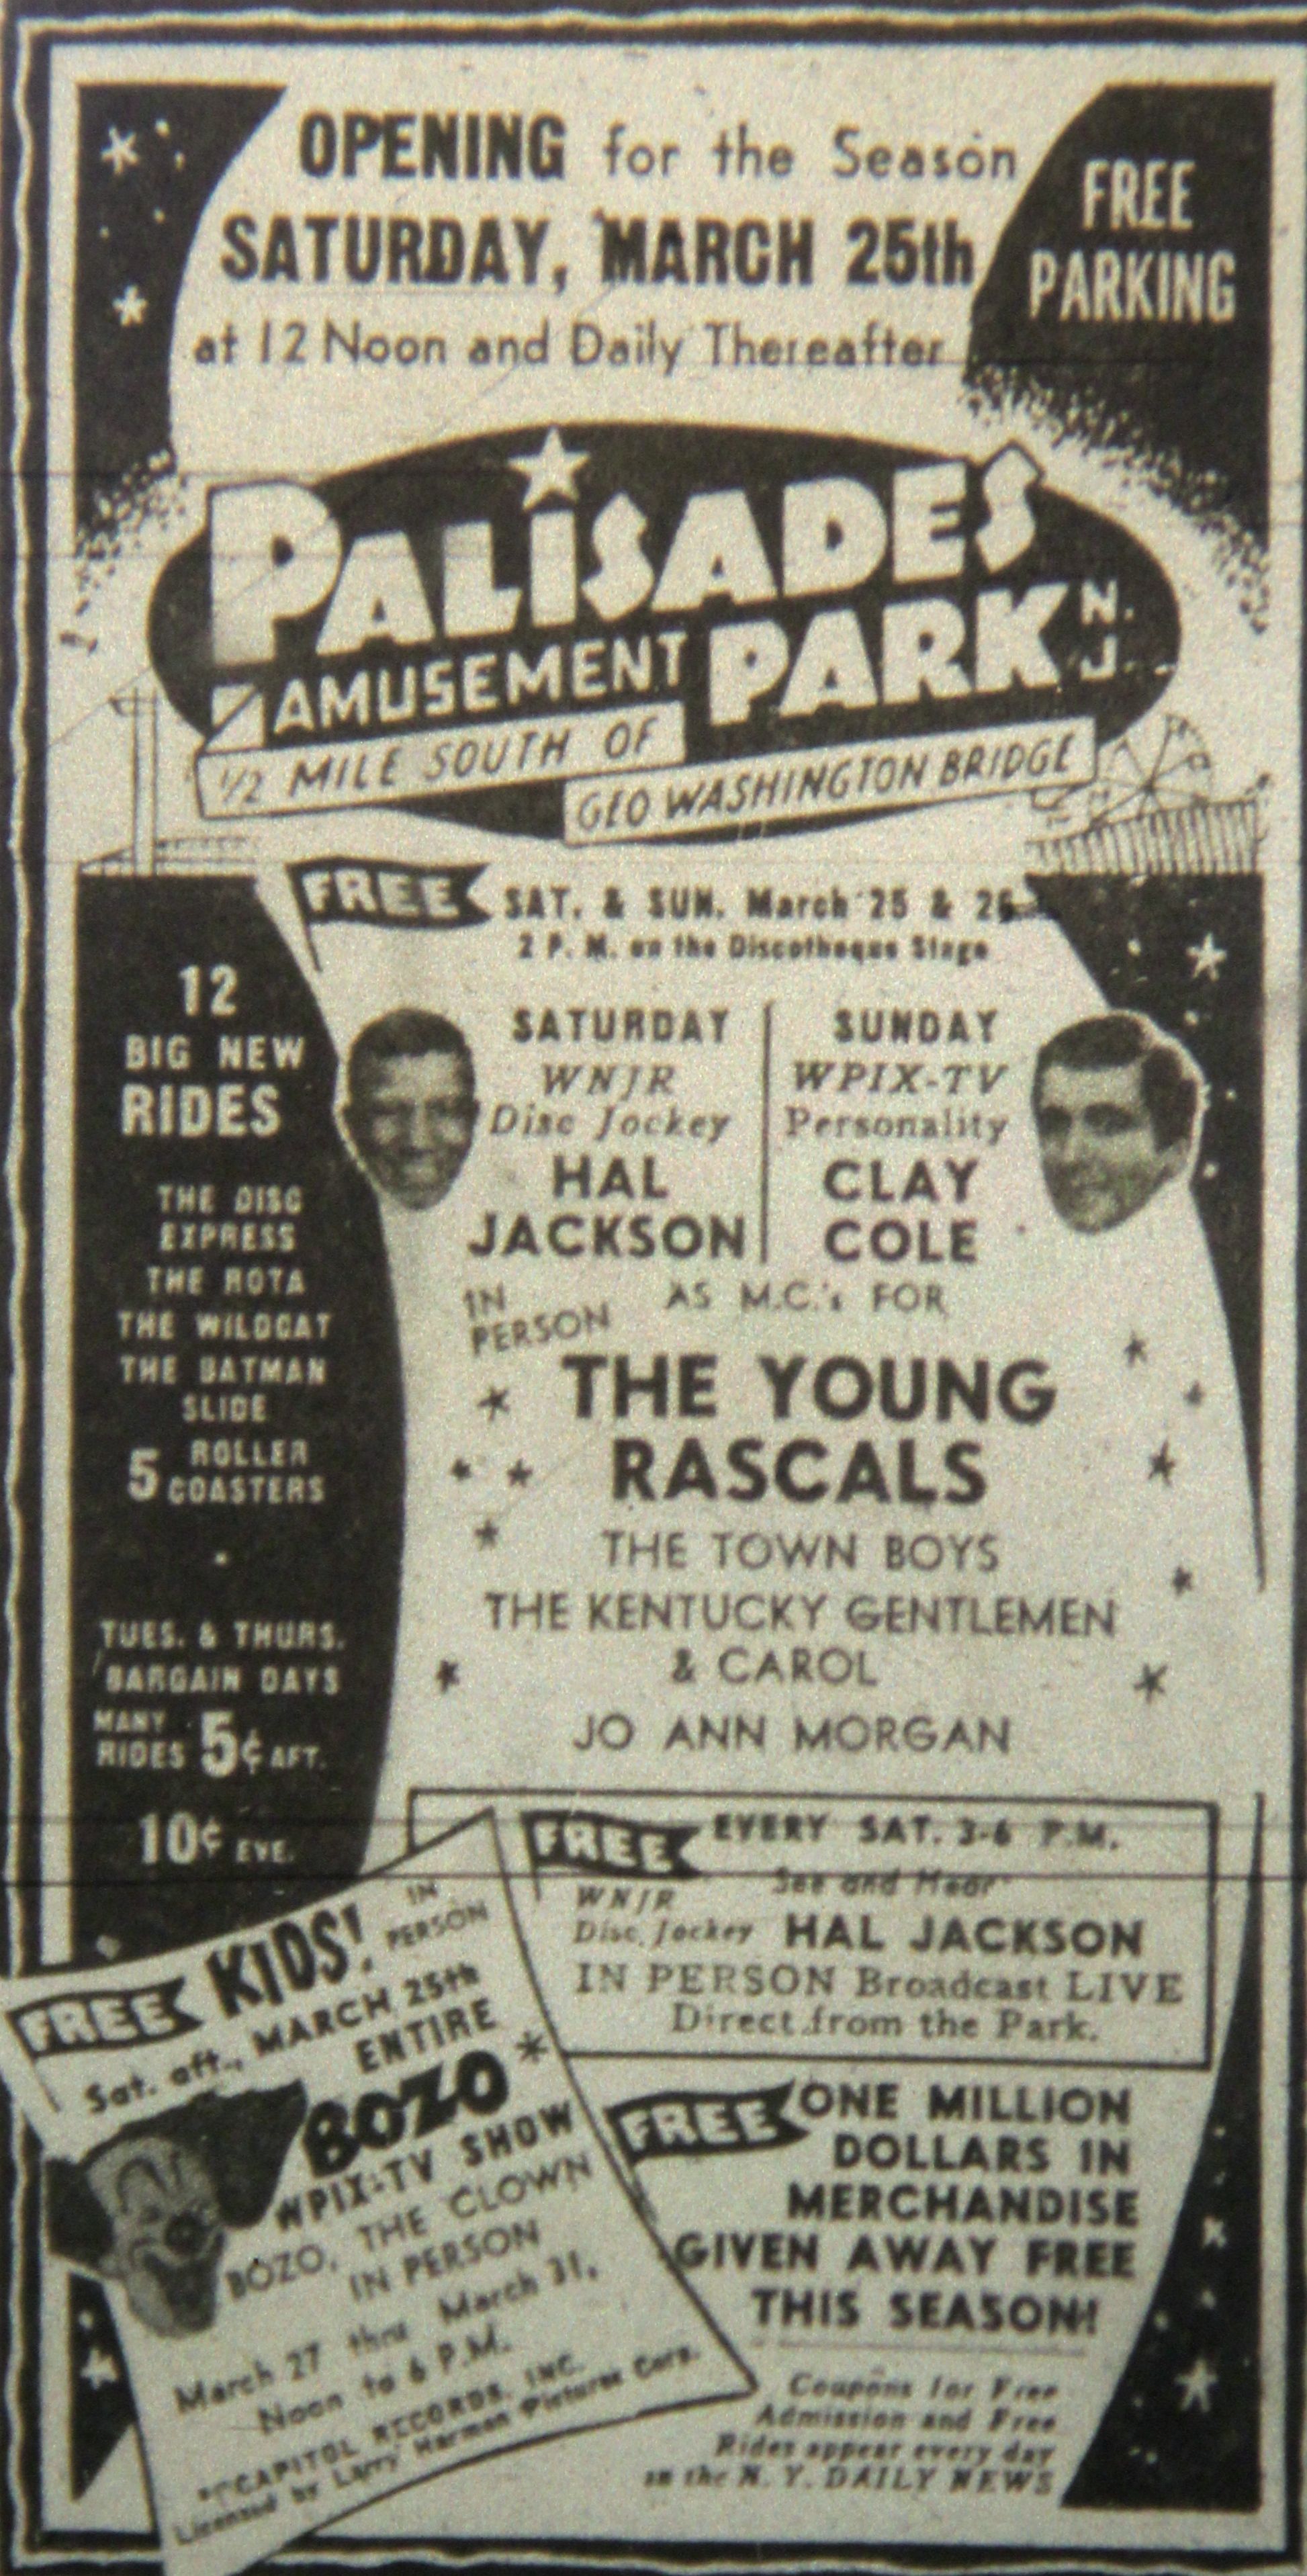 OPENING for the Season
SATURDAY, MARCH 25th
at 12 Noon and Daily Thereafter
FREE
PARKING
PALiSADES
AMUSEMENT PARK N.J.
1/2 MILE SOUTH OF
GEO WASHINGTON BRIDGE
FREE
SAT. & SUN. March 25 & 26
2 P. M. on the Discotheque Stage
12
BIG NEW
RIDES
THE DISC
EXPRESS
THE ROTA
THE WILDCAT
THE BATMAN
SLIDE
5 ROLLER
COASTERS
TUES. & THURS.
BARGAIN DAYS
MANY
RIDES 5¢ AFT.
10¢ EVE.
SATURDAY
WNJR
Disc Jockey
HAL
JACKSON
SUNDAY
WPIX-TV
Personality
CLAY
COLE
IN
PERSON
AS M.C.'s FOR
THE YOUNG
RASCALS
THE TOWN BOYS
THE KENTUCKY GENTLEMEN
& CAROL
JO ANN MORGAN
FREE
EVERY SAT. 3-6 P.M.
See and Hear
WNJR
Disc Jockey HAL JACKSON
IN PERSON Broadcast LIVE
Direct from the Park.
FREE KIDS! IN
PERSON
Sat. aft., MARCH 25th
ENTIRE
BOZO*
WPIX-TV SHOW
BOZO, THE CLOWN
IN PERSON
March 27 thru March 31,
Noon to 6 P.M.
*©CAPITOL RECORDS, INC.
Licensed by Larry Harmon Pictures Corp.
FREE
ONE MILLION
DOLLARS IN
MERCHANDISE
GIVEN AWAY FREE
THIS SEASON!
Coupons for Free
Admission and Free
Rides appear every day
in the N. Y. DAILY NEWS